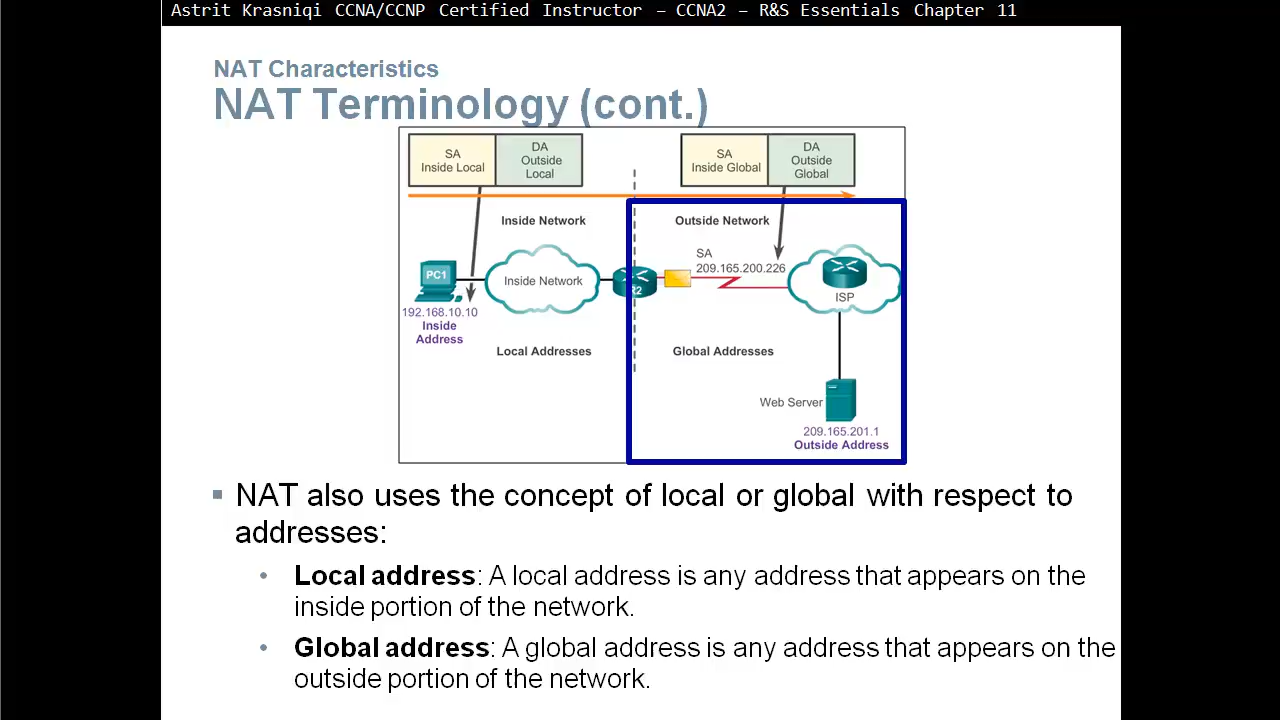 Astrit Krasniqi CCNA/CCNP Certified Instructor – CCNA2 – R&S Essentials Chapter 11
NAT Characteristics
NAT Terminology (cont.)
SA
Inside Local
DA
Outside
Local
SA
Inside Global
DA
Outside
Global
Inside Network
Outside Network
PC1
Inside Network
R2
SA
209.165.200.226
ISP
192.168.10.10
Inside
Address
Local Addresses
Global Addresses
Web Server
209.165.201.1
Outside Address
▪ NAT also uses the concept of local or global with respect to
addresses:
• Local address: A local address is any address that appears on the
inside portion of the network.
• Global address: A global address is any address that appears on the
outside portion of the network.